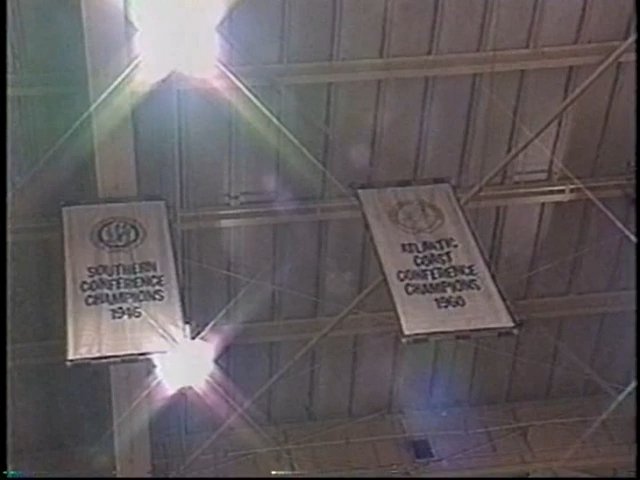 SOUTHERN
CONFERENCE
CHAMPIONS
1946
ATLANTIC
COAST
CONFERENCE
CHAMPIONS
1960